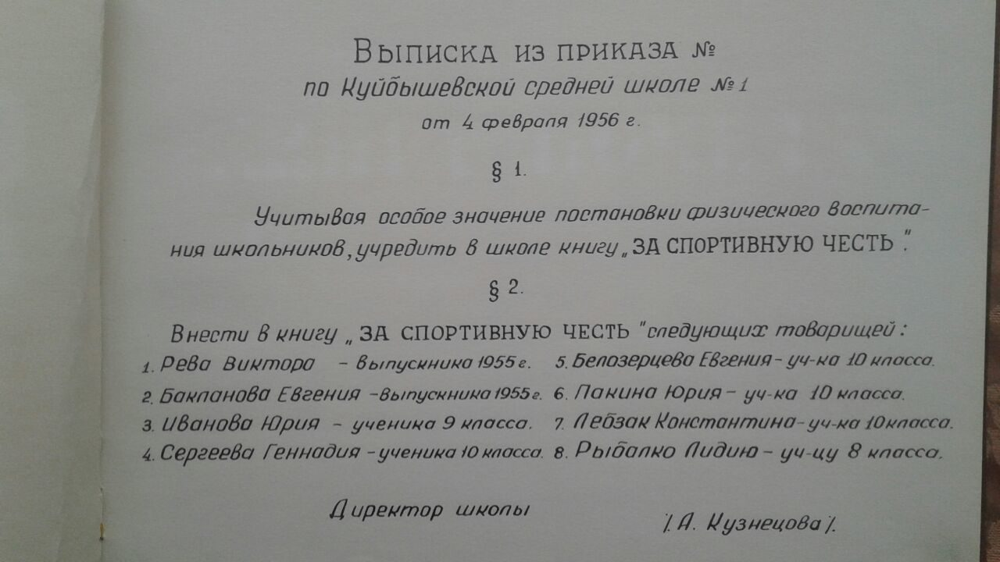 Выписка из приказа №
по Куйбышевской средней школе №1
от 4 февраля 1956 г.
§ 1.
Учитывая особое значение постановки физического воспита-
ния школьников, учредить в школе книгу „ЗА СПОРТИВНУЮ ЧЕСТЬ".
§ 2.
Внести в книгу „ЗА СПОРТИВНУЮ ЧЕСТЬ" следующих товарищей:
1. Рева Виктора – выпускника 1955 г. 5. Белозерцева Евгения – уч-ка 10 класса.
2. Бакланова Евгения – выпускника 1955 г. 6. Пакина Юрия – уч-ка 10 класса.
3. Иванова Юрия – ученика 9 класса. 7. Лебзак Константина – уч-ка 10 класса.
4. Сергеева Геннадия – ученика 10 класса. 8. Рыбалко Лидию – уч-цу 8 класса.
Директор школы /. А. Кузнецова /.